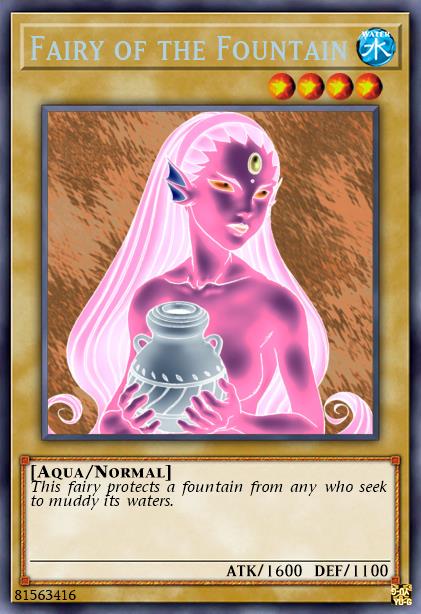 Fairy of the Fountain
WATER
水
[Aqua/Normal]
This fairy protects a fountain from any who seek
to muddy its waters.
ATK/1600 DEF/1100
81563416